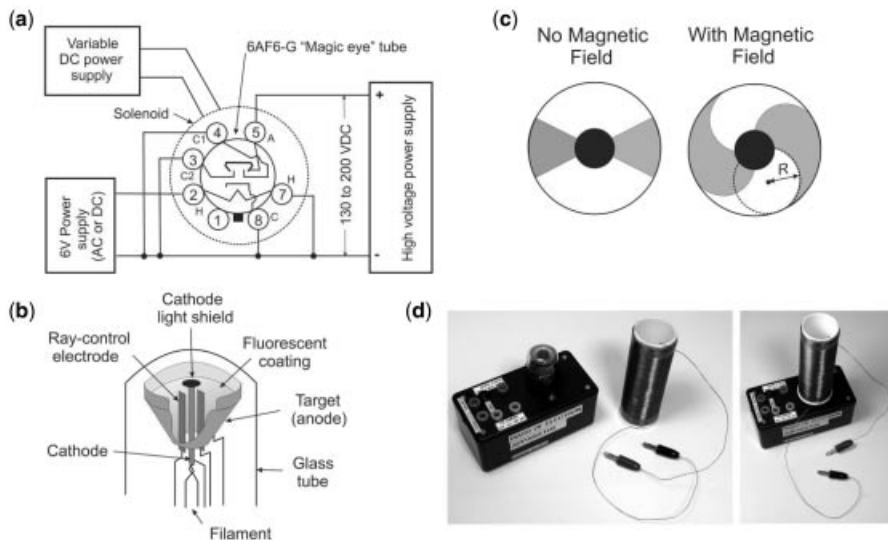 (a)
Variable
DC power
supply
6AF6-G "Magic eye" tube
Solenoid
C1
4
5
A
3
C2
2
H
7
H
1
8
C
6V Power
supply
(AC or DC)
130 to 200 VDC
+
-
High voltage power supply
(b)
Cathode
light shield
Ray-control
electrode
Fluorescent
coating
Target
(anode)
Cathode
Glass
tube
Filament
(c)
No Magnetic
Field
With Magnetic
Field
R
(d)